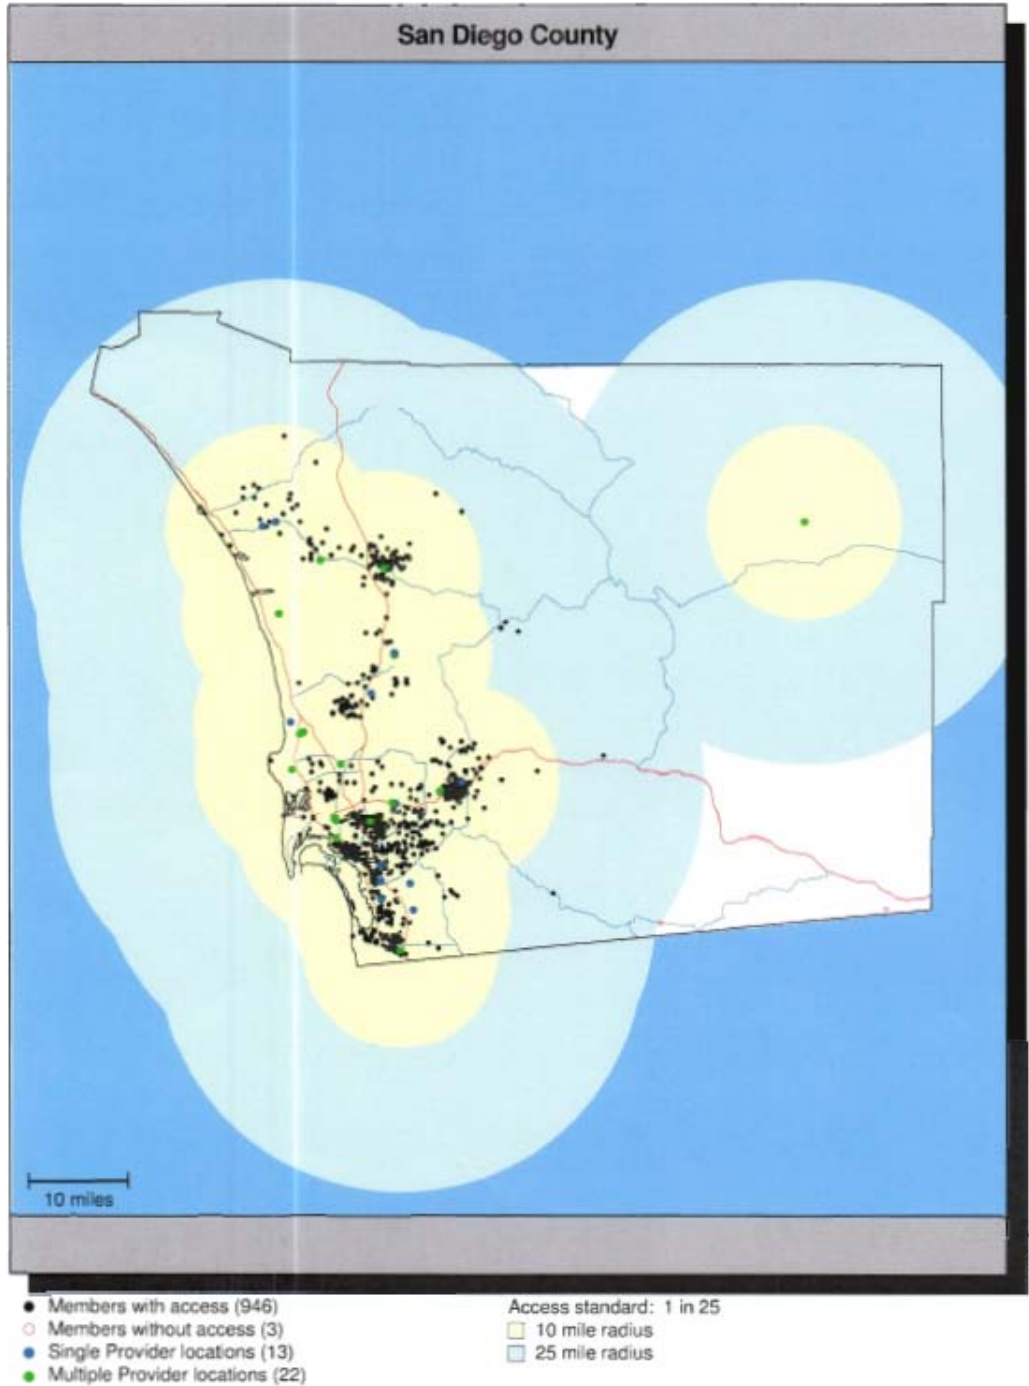 San Diego County
10 miles
Members with access (946)
Members without access (3)
Single Provider locations (13)
Multiple Provider locations (22)
Access standard: 1 in 25
10 mile radius
25 mile radius